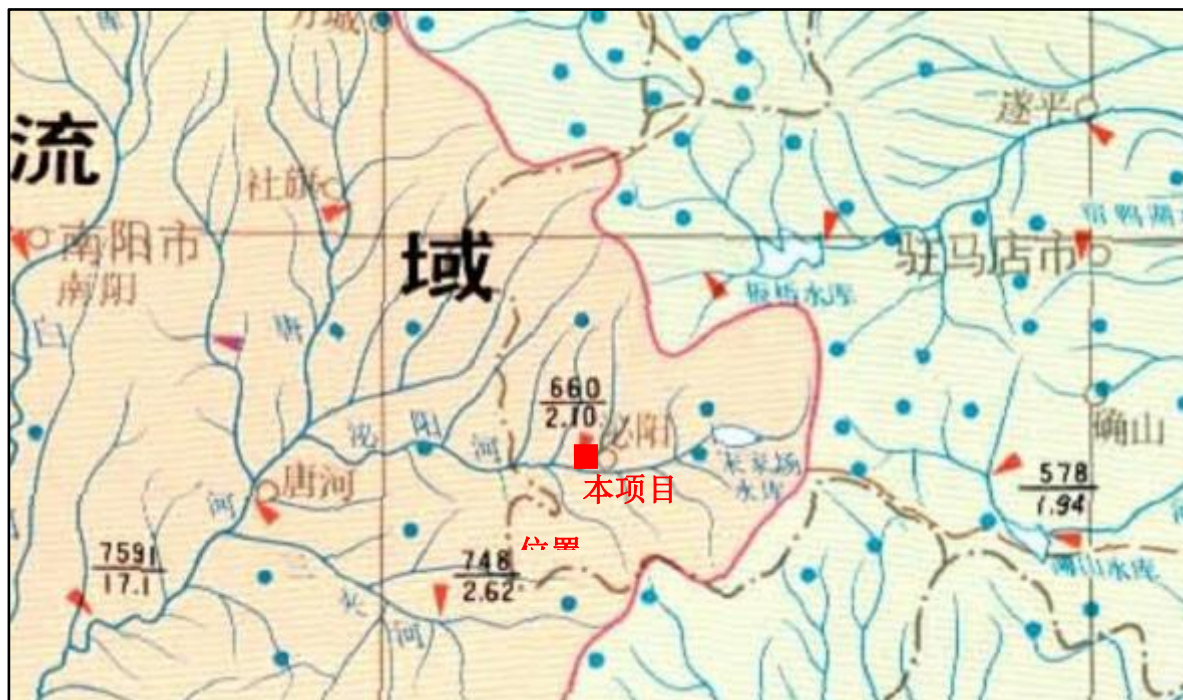 方城
流
遂平
社旗
宿鸭湖
南阳市
南阳
域
驻马店市
板桥水库
白
唐
660
2.10
泌阳
泌阳河
确山
宋家场
水库
本项目
唐河
578
1.94
河
位置
7591
17.1
748
2.62
三夹河
薄山水库